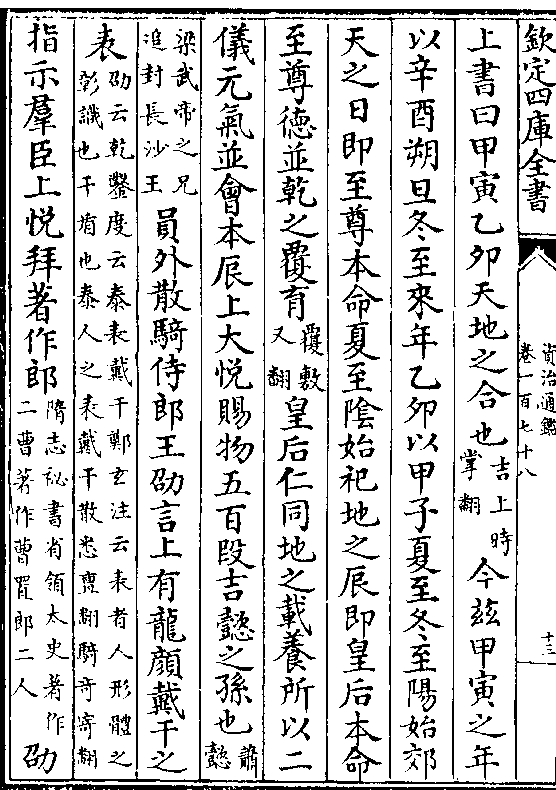 欽定四庫全書
資治通鑑
卷一百七十八
十三
上書曰甲寅乙卯天地之合也吉上時掌翻今兹甲寅之年
以辛酉朔旦冬至來年乙卯以甲子夏至冬至陽始郊
天之日即至尊本命夏至陰始祀地之辰即皇后本命
至尊德並乾之覆育覆敷又翻皇后仁同地之載養所以二
儀元氣並會本辰上大悅賜物五百段吉懿之孫也懿蕭
梁武帝之兄追封長沙王員外散騎侍郎王劭言上有龍顏戴干之
表劭云乾鑿度云泰表戴干鄭玄注云表者人形體之彰識也干楯也泰人之表戴干散悉亶翻騎奇寄翻
指示羣臣上悅拜著作郎隋志祕書省領太史著作二曹著作曹置郎二人劭